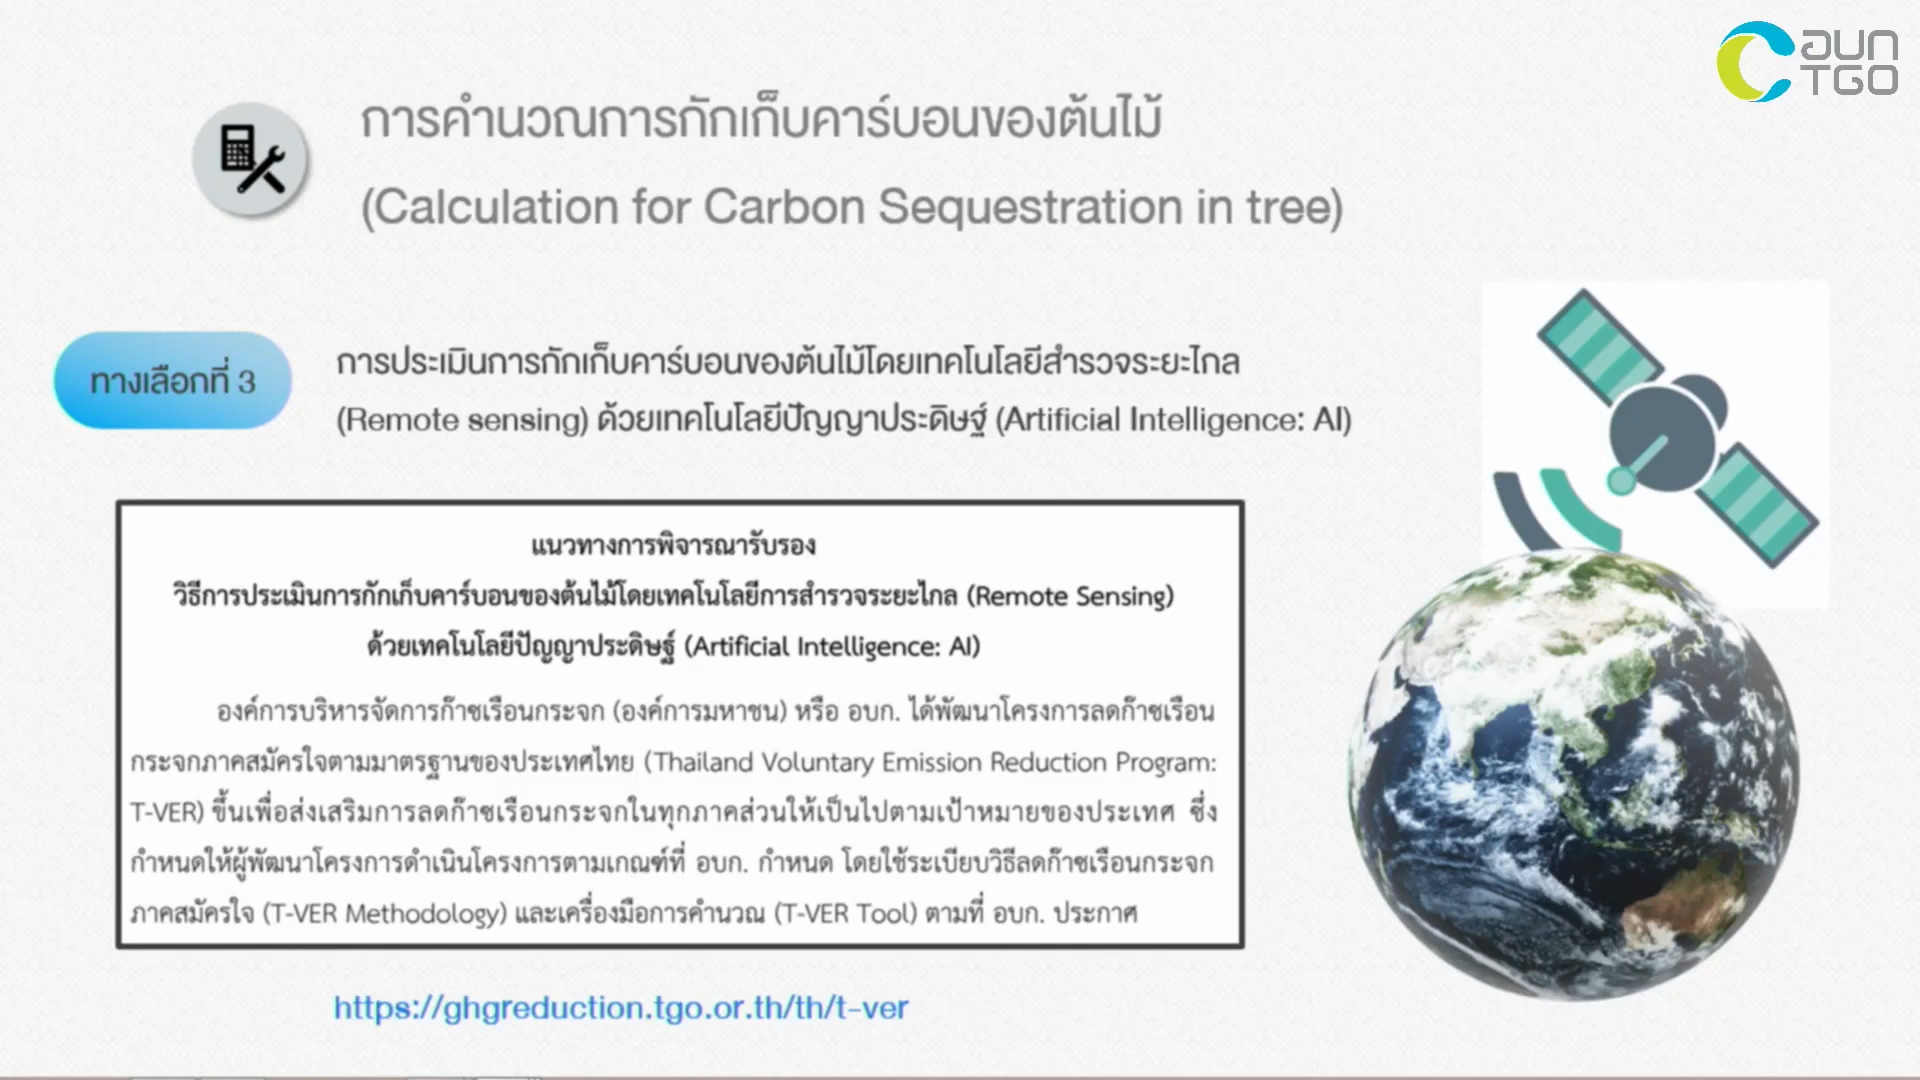 อบก
TGO
การคำนวณการกักเก็บคาร์บอนของต้นไม้
(Calculation for Carbon Sequestration in tree)
ทางเลือกที่ 3
การประเมินการกักเก็บคาร์บอนของต้นไม้โดยเทคโนโลยีสำรวจระยะไกล
(Remote sensing) ด้วยเทคโนโลยีปัญญาประดิษฐ์ (Artificial Intelligence: AI)
แนวทางการพิจารณารับรอง
วิธีการประเมินการกักเก็บคาร์บอนของต้นไม้โดยเทคโนโลยีการสำรวจระยะไกล (Remote Sensing)
ด้วยเทคโนโลยีปัญญาประดิษฐ์ (Artificial Intelligence: AI)
องค์การบริหารจัดการก๊าซเรือนกระจก (องค์การมหาชน) หรือ อบก. ได้พัฒนาโครงการลดก๊าซเรือน
กระจกภาคสมัครใจตามมาตรฐานของประเทศไทย (Thailand Voluntary Emission Reduction Program:
T-VER) ขึ้นเพื่อส่งเสริมการลดก๊าซเรือนกระจกในทุกภาคส่วนให้เป็นไปตามเป้าหมายของประเทศ ซึ่ง
กำหนดให้ผู้พัฒนาโครงการดำเนินโครงการตามเกณฑ์ที่ อบก. กำหนด โดยใช้ระเบียบวิธีลดก๊าซเรือนกระจก
ภาคสมัครใจ (T-VER Methodology) และเครื่องมือการคำนวณ (T-VER Tool) ตามที่ อบก. ประกาศ
https://ghgreduction.tgo.or.th/th/t-ver